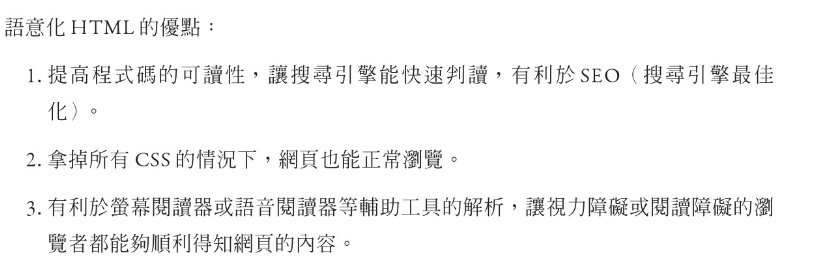 語意化 HTML 的優點：
1. 提高程式碼的可讀性，讓搜尋引擎能快速判讀，有利於 SEO（搜尋引擎最佳
化）。
2. 拿掉所有 CSS 的情況下，網頁也能正常瀏覽。
3. 有利於螢幕閱讀器或語音閱讀器等輔助工具的解析，讓視力障礙或閱讀障礙的瀏
覽者都能夠順利得知網頁的內容。